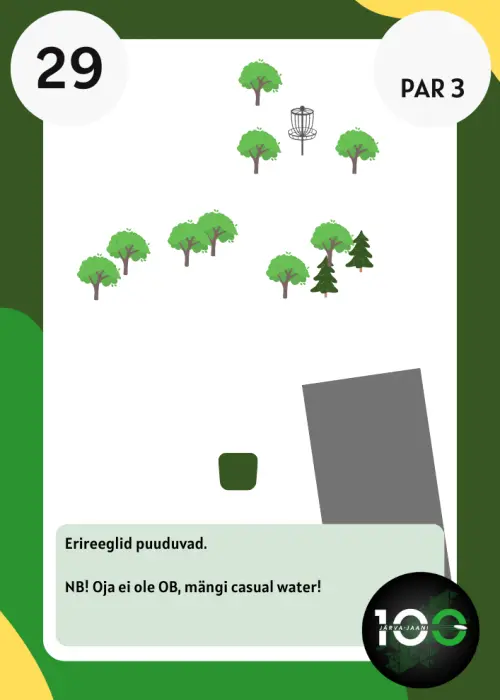 29
PAR 3
Erireeglid puuduvad.
NB! Oja ei ole OB, mängi casual water!
100
JÄRVA-JAANI